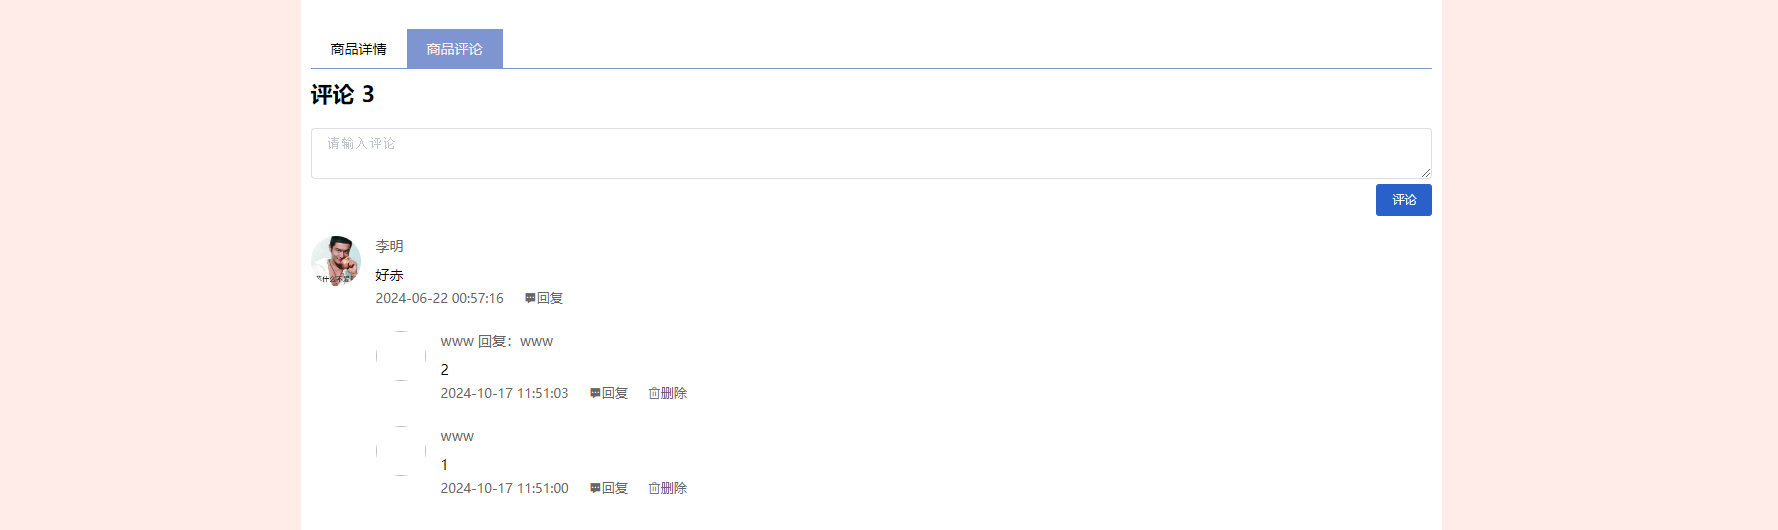 商品详情 商品评论
评论 3
请输入评论
评论
李明
好赤
2024-06-22 00:57:16 回复
www 回复：www
2
2024-10-17 11:51:03 回复 删除
www
1
2024-10-17 11:51:00 回复 删除